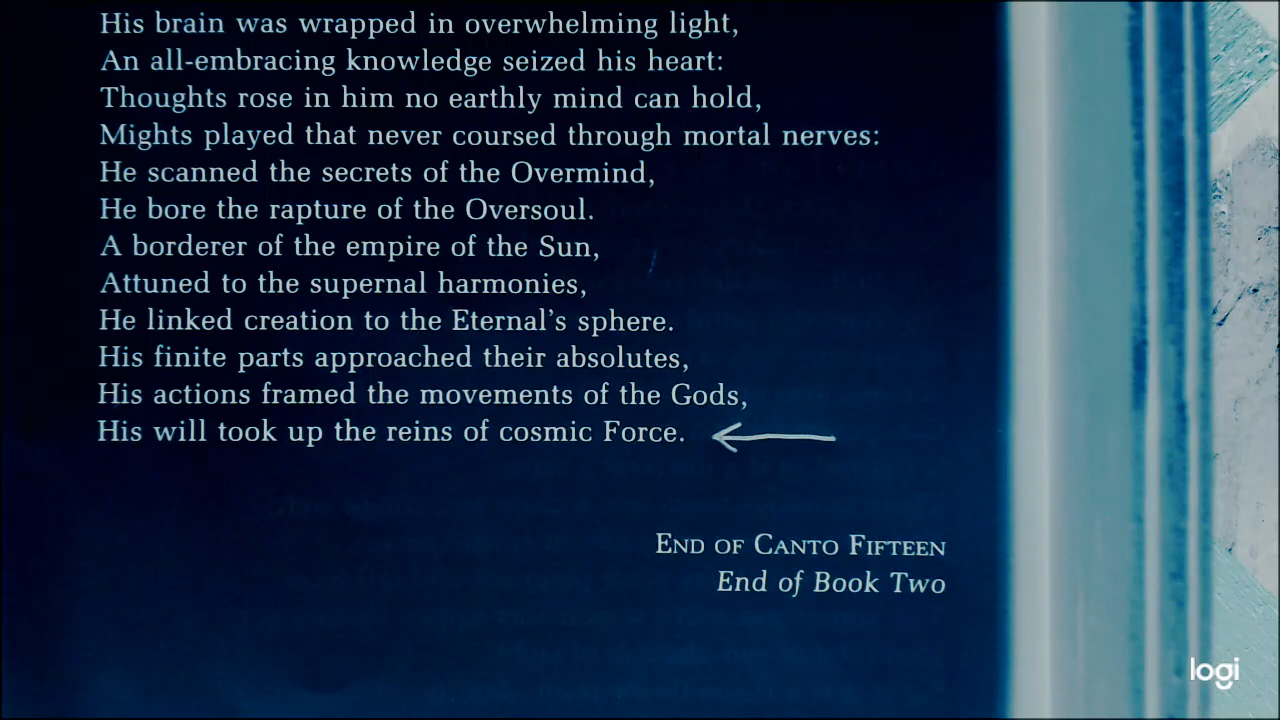 His brain was wrapped in overwhelming light,
An all-embracing knowledge seized his heart:
Thoughts rose in him no earthly mind can hold,
Mights played that never coursed through mortal nerves:
He scanned the secrets of the Overmind,
He bore the rapture of the Oversoul.
A borderer of the empire of the Sun,
Attuned to the supernal harmonies,
He linked creation to the Eternal's sphere.
His finite parts approached their absolutes,
His actions framed the movements of the Gods,
His will took up the reins of cosmic Force.
END OF CANTO FIFTEEN
End of Book Two
logi